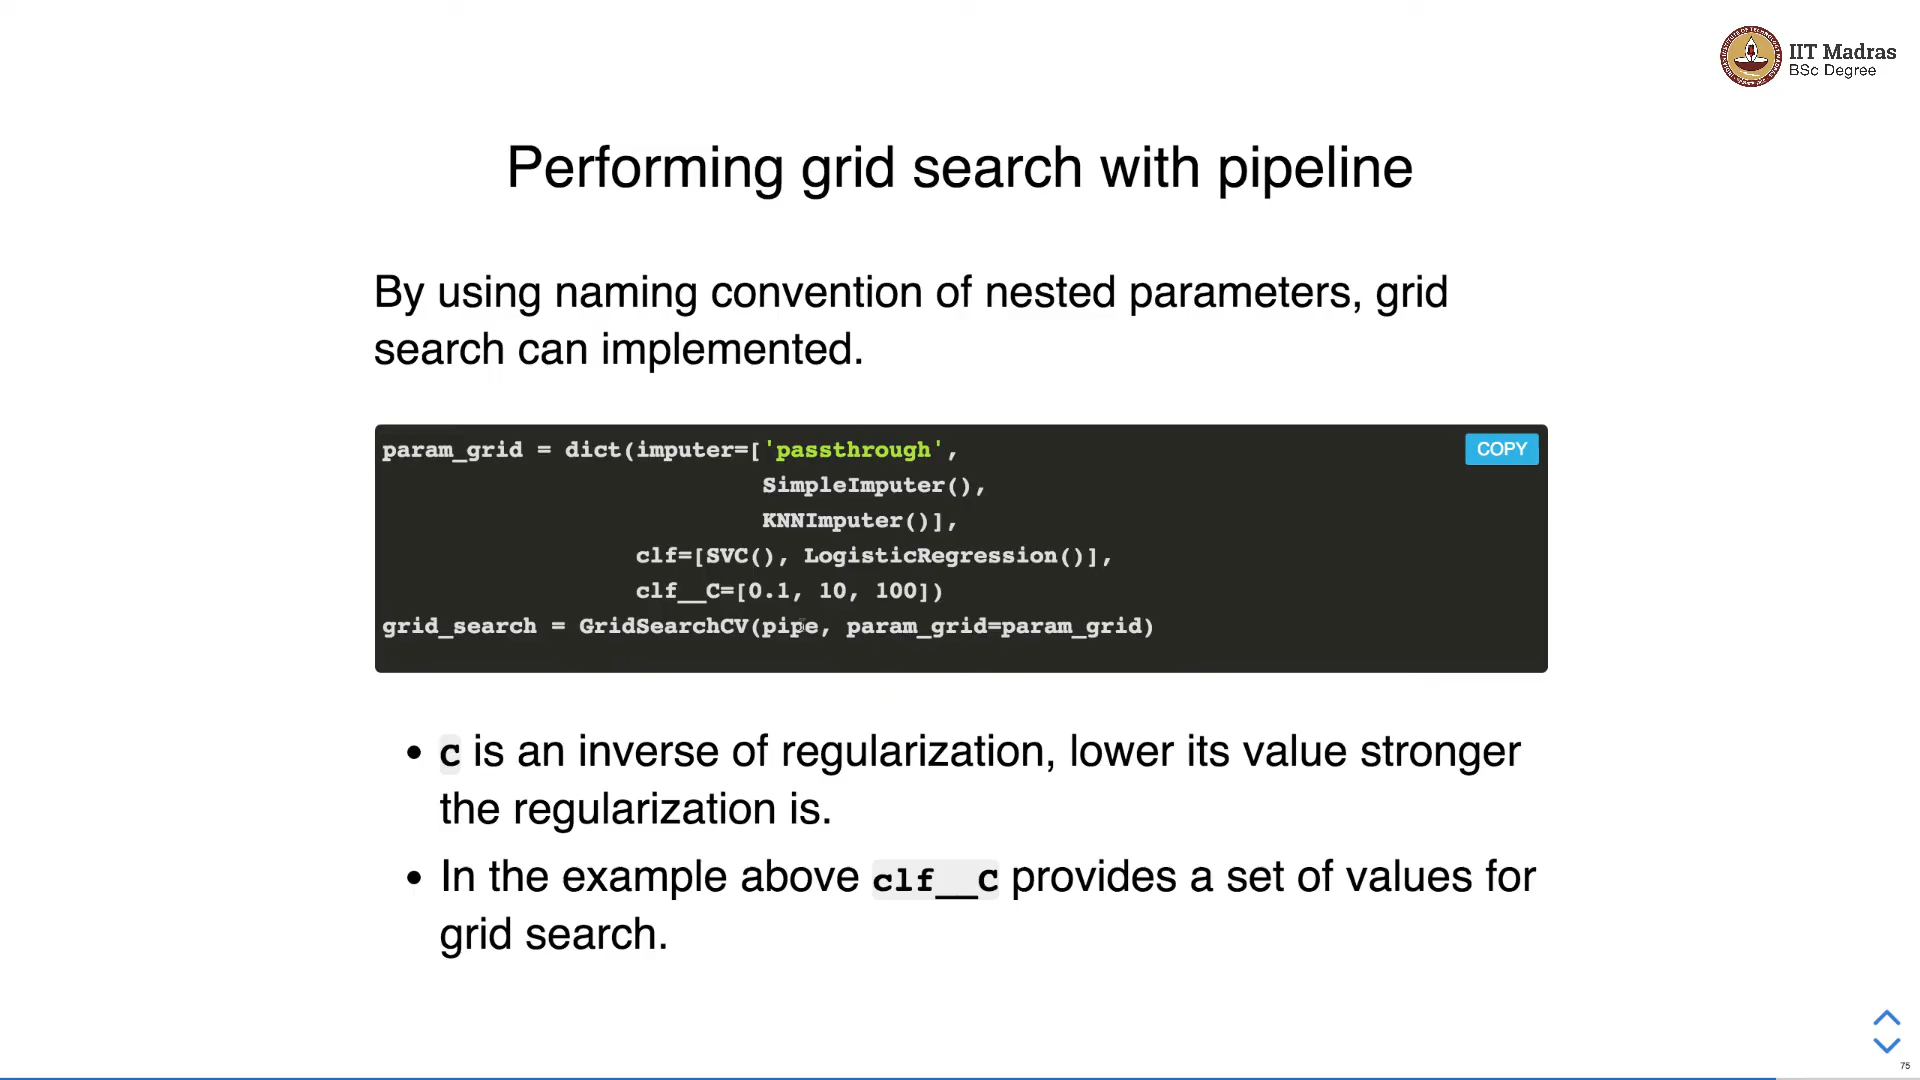 IIT Madras
BSc Degree
Performing grid search with pipeline
By using naming convention of nested parameters, grid
search can implemented.
param_grid = dict(imputer=['passthrough',
COPY
SimpleImputer(),
KNNImputer()],
clf=[SVC(), LogisticRegression()],
clf__C=[0.1, 10, 100])
grid_search = GridSearchCV(pipe, param_grid=param_grid)
• C is an inverse of regularization, lower its value stronger
the regularization is.
• In the example above clf__C provides a set of values for
grid search.
75